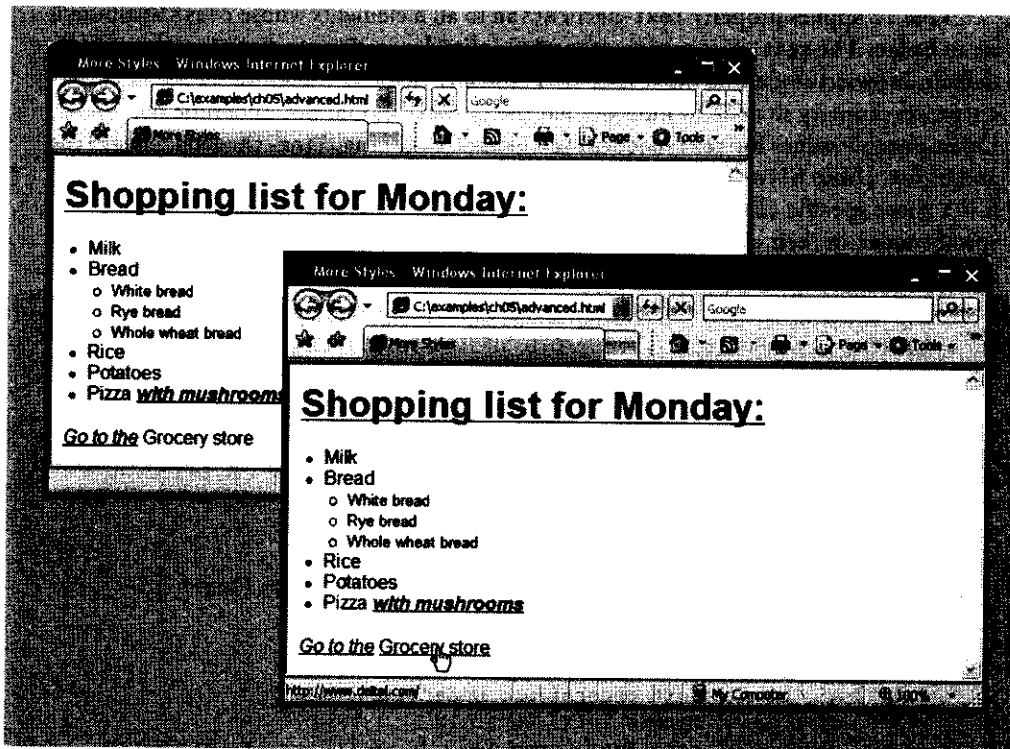 More Styles - Windows Internet Explorer
C:\examples\ch05\advanced.html
Google
More Styles
Page
Tools
Shopping list for Monday:
• Milk
• Bread
o White bread
o Rye bread
o Whole wheat bread
• Rice
• Potatoes
• Pizza with mushrooms
Go to the Grocery store
More Styles - Windows Internet Explorer
C:\examples\ch05\advanced.html
Google
More Styles
Page
Tools
Shopping list for Monday:
• Milk
• Bread
o White bread
o Rye bread
o Whole wheat bread
• Rice
• Potatoes
• Pizza with mushrooms
Go to the Grocery store
http://www.deitel.com/
My Computer
100%